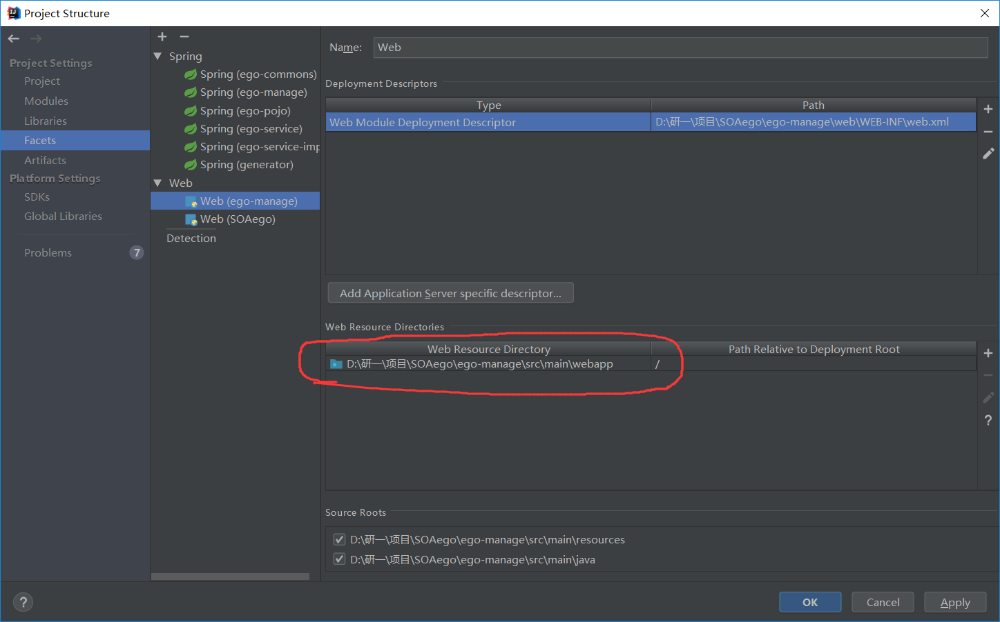 Project Structure
Project Settings
Project
Modules
Libraries
Facets
Artifacts
Platform Settings
SDKs
Global Libraries
Problems 7
Spring
Spring (ego-commons)
Spring (ego-manage)
Spring (ego-pojo)
Spring (ego-service)
Spring (ego-service-imp
Spring (generator)
Web
Web (ego-manage)
Web (SOAego)
Detection
Name: Web
Deployment Descriptors
Type Path
Web Module Deployment Descriptor D:\研一\项目\SOAego\ego-manage\web\WEB-INF\web.xml
Add Application Server specific descriptor...
Web Resource Directories
Web Resource Directory Path Relative to Deployment Root
D:\研一\项目\SOAego\ego-manage\src\main\webapp /
?
Source Roots
D:\研一\项目\SOAego\ego-manage\src\main\resources
D:\研一\项目\SOAego\ego-manage\src\main\java
? OK Cancel Apply